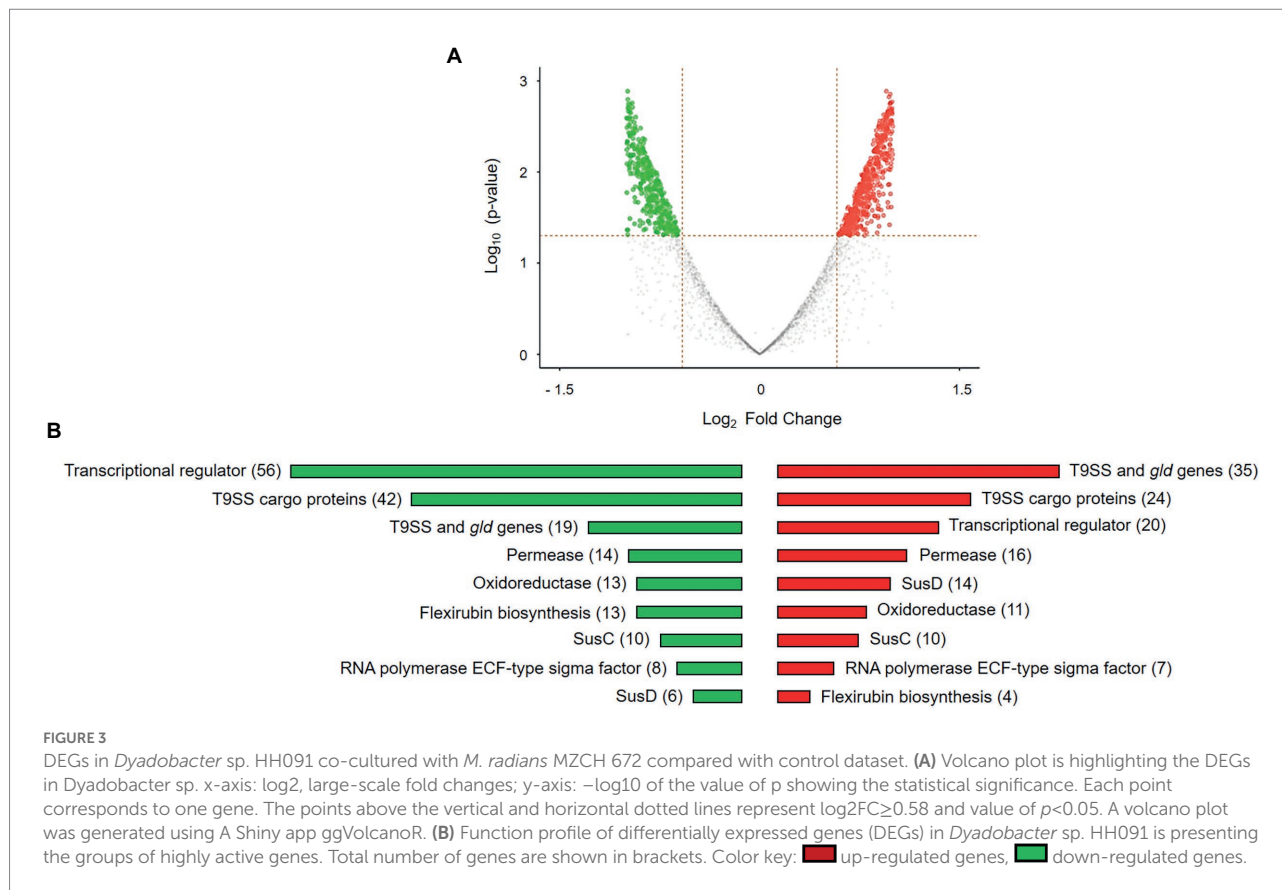 A
3
2
1
0
Log10 (p-value)
- 1.5
0
1.5
Log2 Fold Change
B
Transcriptional regulator (56)
T9SS cargo proteins (42)
T9SS and gld genes (19)
Permease (14)
Oxidoreductase (13)
Flexirubin biosynthesis (13)
SusC (10)
RNA polymerase ECF-type sigma factor (8)
SusD (6)
T9SS and gld genes (35)
T9SS cargo proteins (24)
Transcriptional regulator (20)
Permease (16)
SusD (14)
Oxidoreductase (11)
SusC (10)
RNA polymerase ECF-type sigma factor (7)
Flexirubin biosynthesis (4)
FIGURE 3
DEGs in Dyadobacter sp. HH091 co-cultured with M. radians MZCH 672 compared with control dataset. (A) Volcano plot is highlighting the DEGs
in Dyadobacter sp. x-axis: log2, large-scale fold changes; y-axis: −log10 of the value of p showing the statistical significance. Each point
corresponds to one gene. The points above the vertical and horizontal dotted lines represent log2FC≥0.58 and value of p<0.05. A volcano plot
was generated using A Shiny app ggVolcanoR. (B) Function profile of differentially expressed genes (DEGs) in Dyadobacter sp. HH091 is presenting
the groups of highly active genes. Total number of genes are shown in brackets. Color key: up-regulated genes, down-regulated genes.